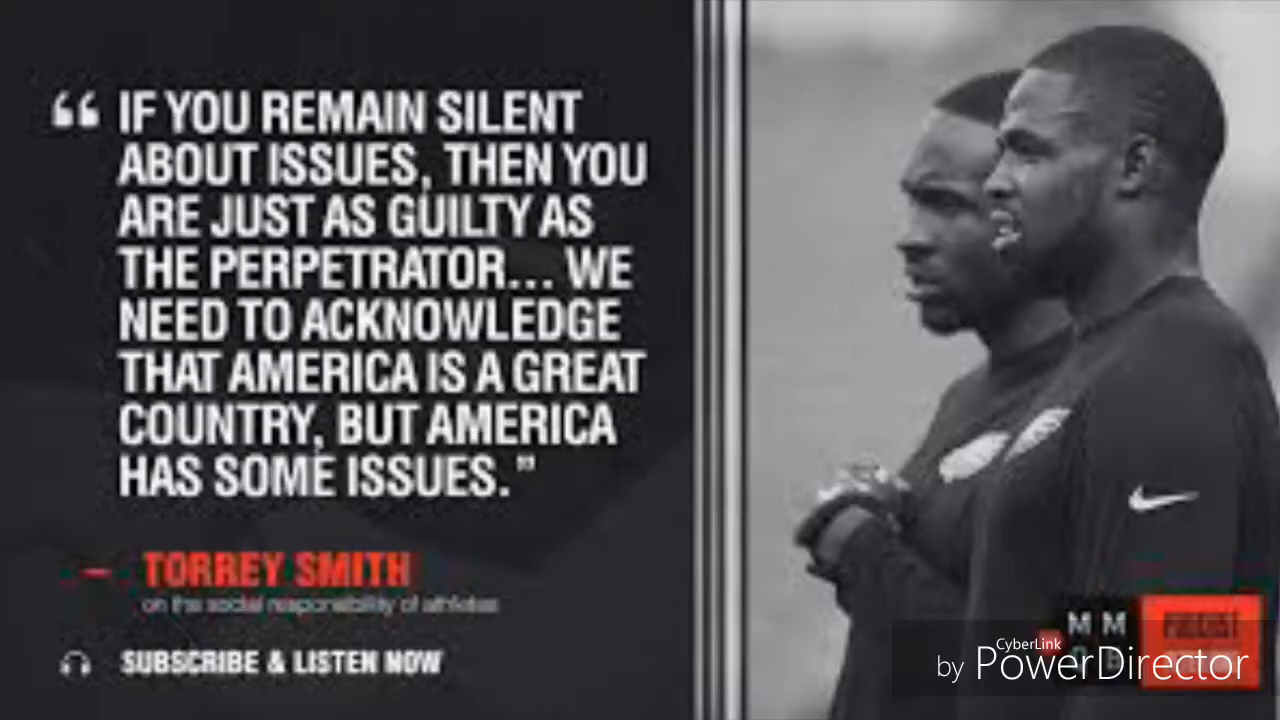 “ IF YOU REMAIN SILENT
ABOUT ISSUES, THEN YOU
ARE JUST AS GUILTY AS
THE PERPETRATOR... WE
NEED TO ACKNOWLEDGE
THAT AMERICA IS A GREAT
COUNTRY, BUT AMERICA
HAS SOME ISSUES.”
– TORREY SMITH
on the social responsibility of athletes
SUBSCRIBE & LISTEN NOW
M M
PODCAST
CyberLink
by PowerDirector